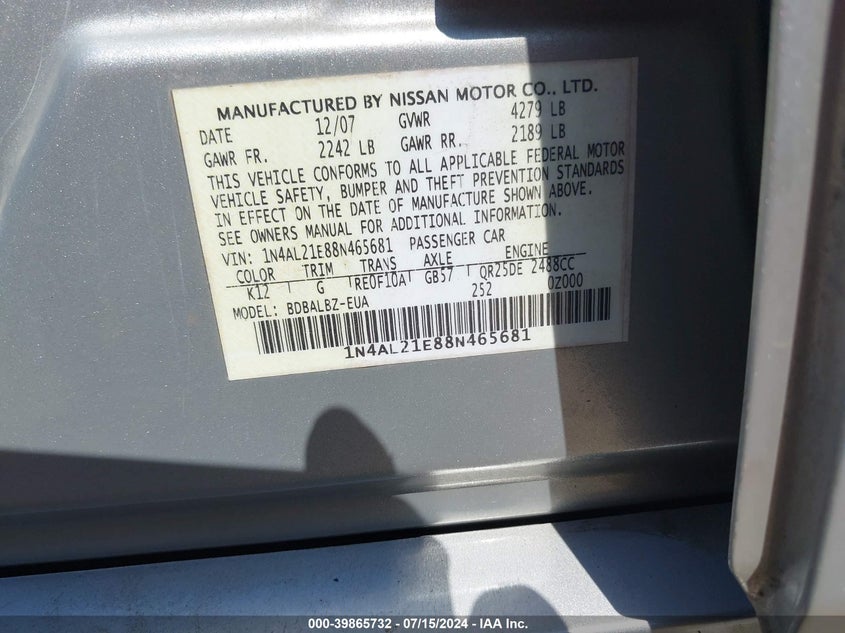 MANUFACTURED BY NISSAN MOTOR CO., LTD.
DATE 12/07 GVWR 4279 LB
GAWR FR. 2242 LB GAWR RR. 2189 LB
THIS VEHICLE CONFORMS TO ALL APPLICABLE FEDERAL MOTOR
VEHICLE SAFETY, BUMPER AND THEFT PREVENTION STANDARDS
IN EFFECT ON THE DATE OF MANUFACTURE SHOWN ABOVE.
SEE OWNERS MANUAL FOR ADDITIONAL INFORMATION.
VIN: 1N4AL21E88N465681 PASSENGER CAR
COLOR TRIM TRANS AXLE ENGINE
K12 G RE0F10A GB57 QR25DE 2488CC
MODEL: BDBALBZ-EUA 252 0Z000
1N4AL21E88N465681
000-39865732 - 07/15/2024 - IAA Inc.